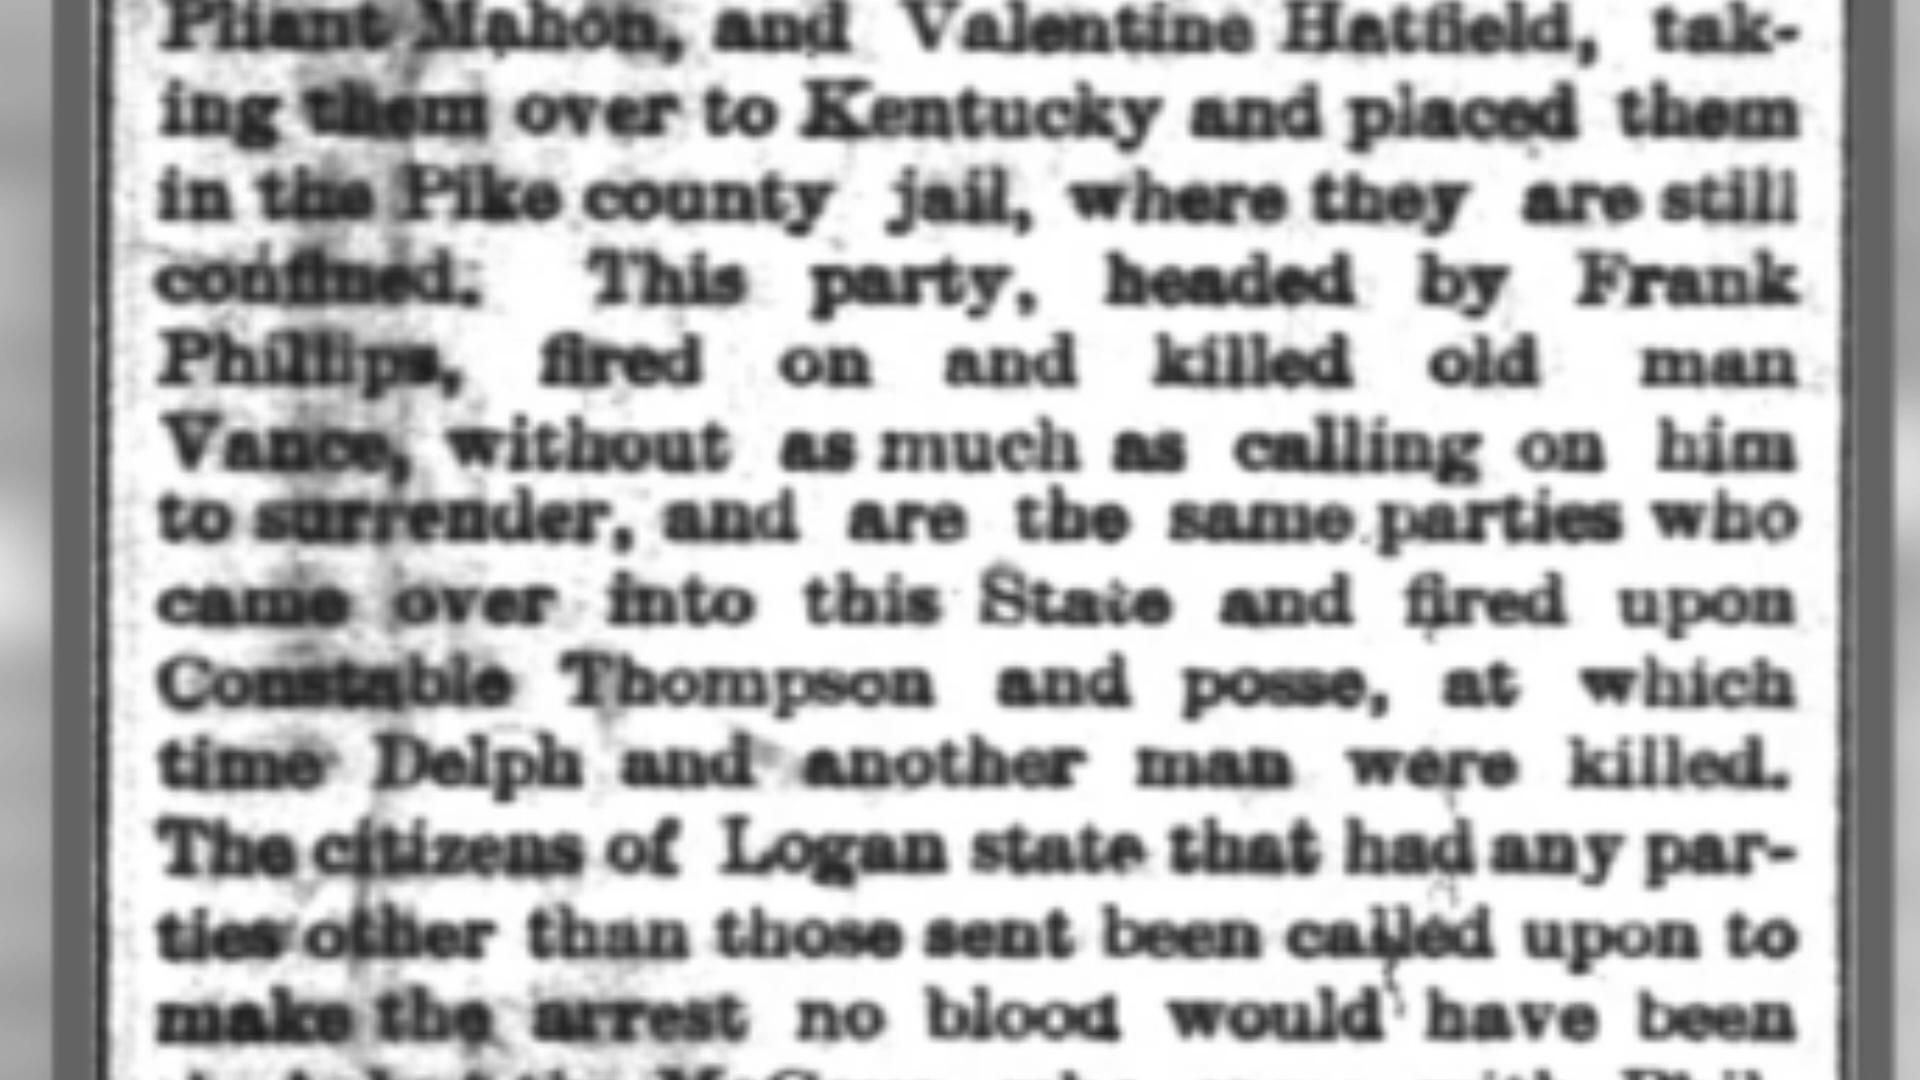 Pliant Mahon, and Valentine Hatfield, tak-
ing them over to Kentucky and placed them
in the Pike county jail, where they are still
confined. This party, headed by Frank
Phillips, fired on and killed old man
Vance, without as much as calling on him
to surrender, and are the same parties who
came over into this State and fired upon
Constable Thompson and posse, at which
time Delph and another man were killed.
The citizens of Logan state that had any par-
ties other than those sent been called upon to
make the arrest no blood would have been